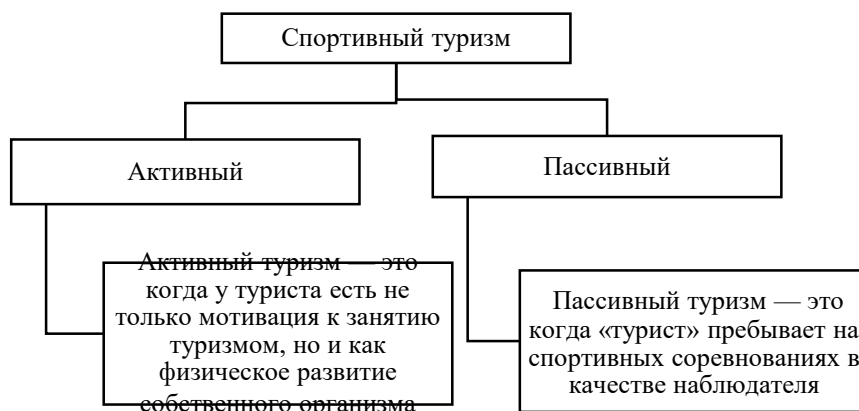 Спортивный туризм
Активный
Пассивный
Активный туризм — это
когда у туриста есть не
только мотивация к занятию
туризмом, но и как
физическое развитие
собственного организма
Пассивный туризм — это
когда «турист» пребывает на
спортивных соревнованиях в
качестве наблюдателя